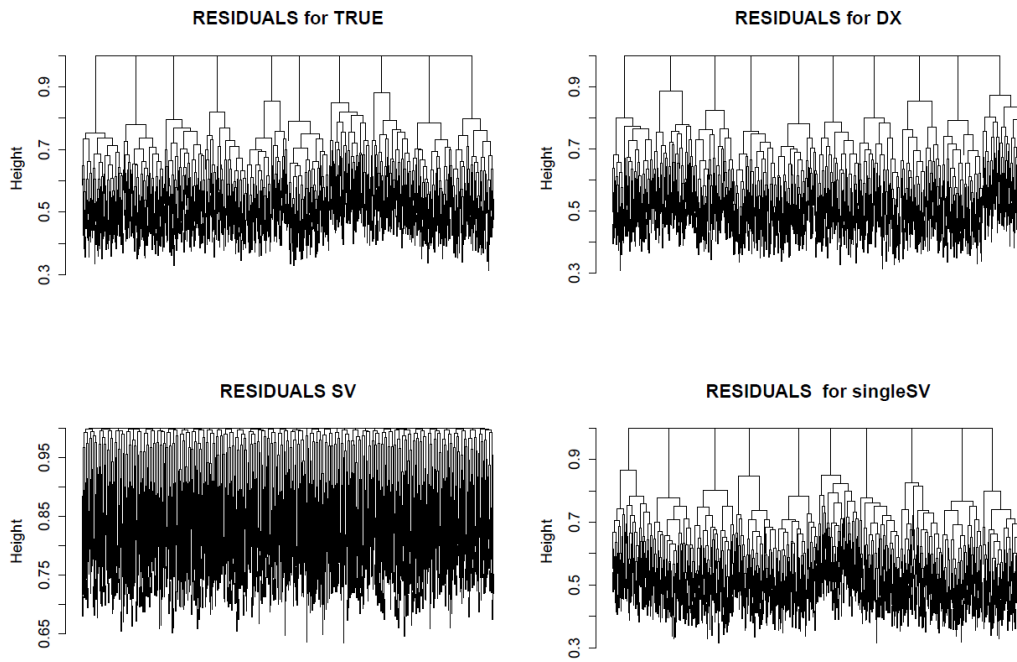 RESIDUALS for TRUE
Height
0.3 0.5 0.7 0.9
RESIDUALS for DX
Height
0.3 0.5 0.7 0.9
RESIDUALS SV
Height
0.65 0.75 0.85 0.95
RESIDUALS for singleSV
Height
0.3 0.5 0.7 0.9